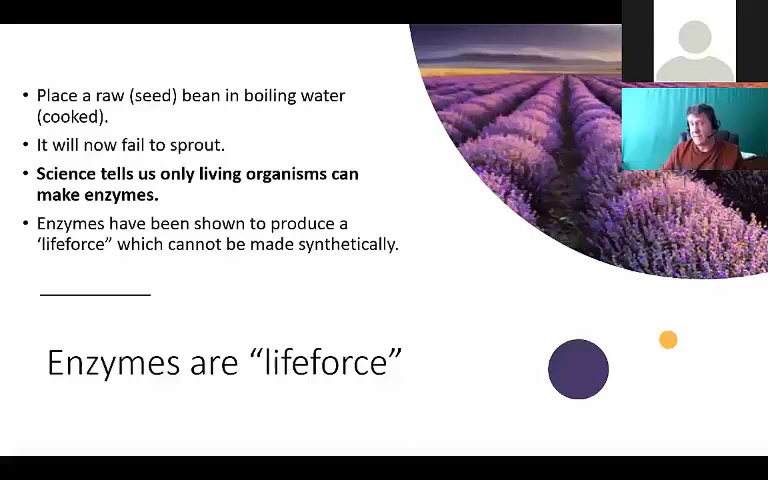 • Place a raw (seed) bean in boiling water
(cooked).
• It will now fail to sprout.
• Science tells us only living organisms can
make enzymes.
• Enzymes have been shown to produce a
‘lifeforce” which cannot be made synthetically.
Enzymes are “lifeforce”